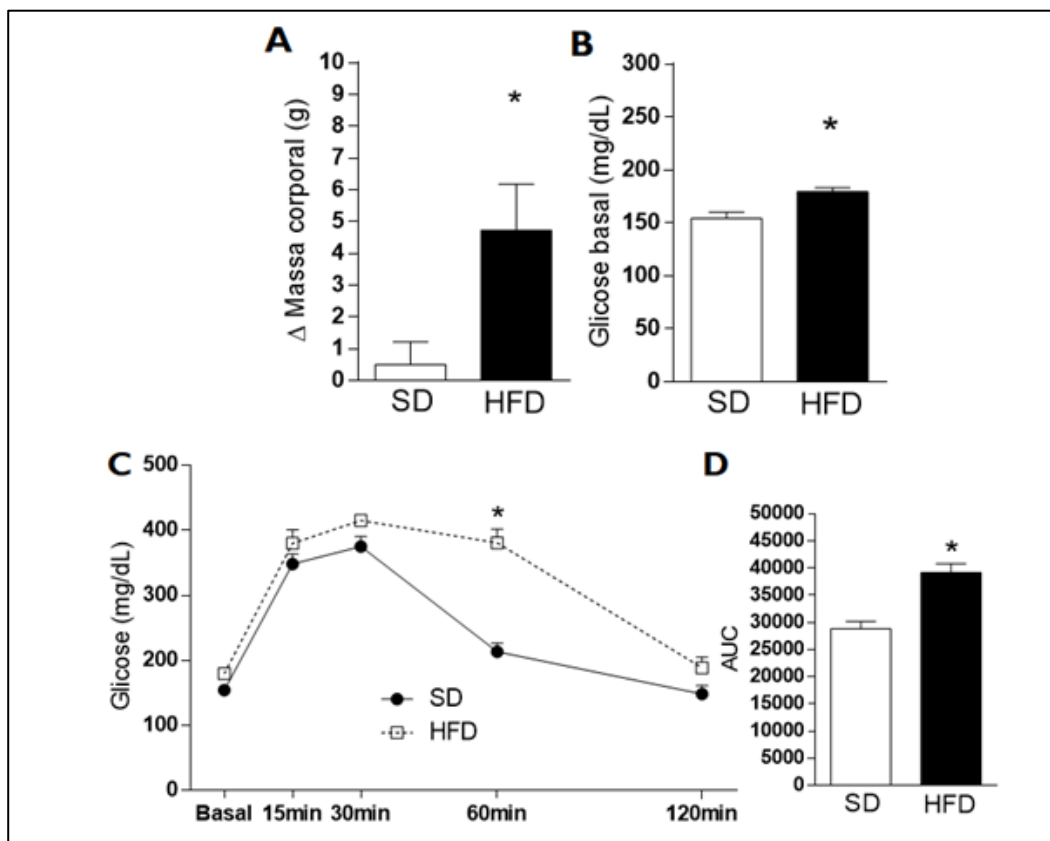 A
10
9
8
7
6
5
4
3
2
1
0
Δ Massa corporal (g)
*
SD HFD
B
300
250
200
150
100
50
0
Glicose basal (mg/dL)
*
SD HFD
C
500
400
300
200
100
0
Glicose (mg/dL)
*
SD
HFD
Basal 15min 30min 60min 120min
D
50000
45000
40000
35000
30000
25000
20000
15000
10000
5000
0
AUC
*
SD HFD